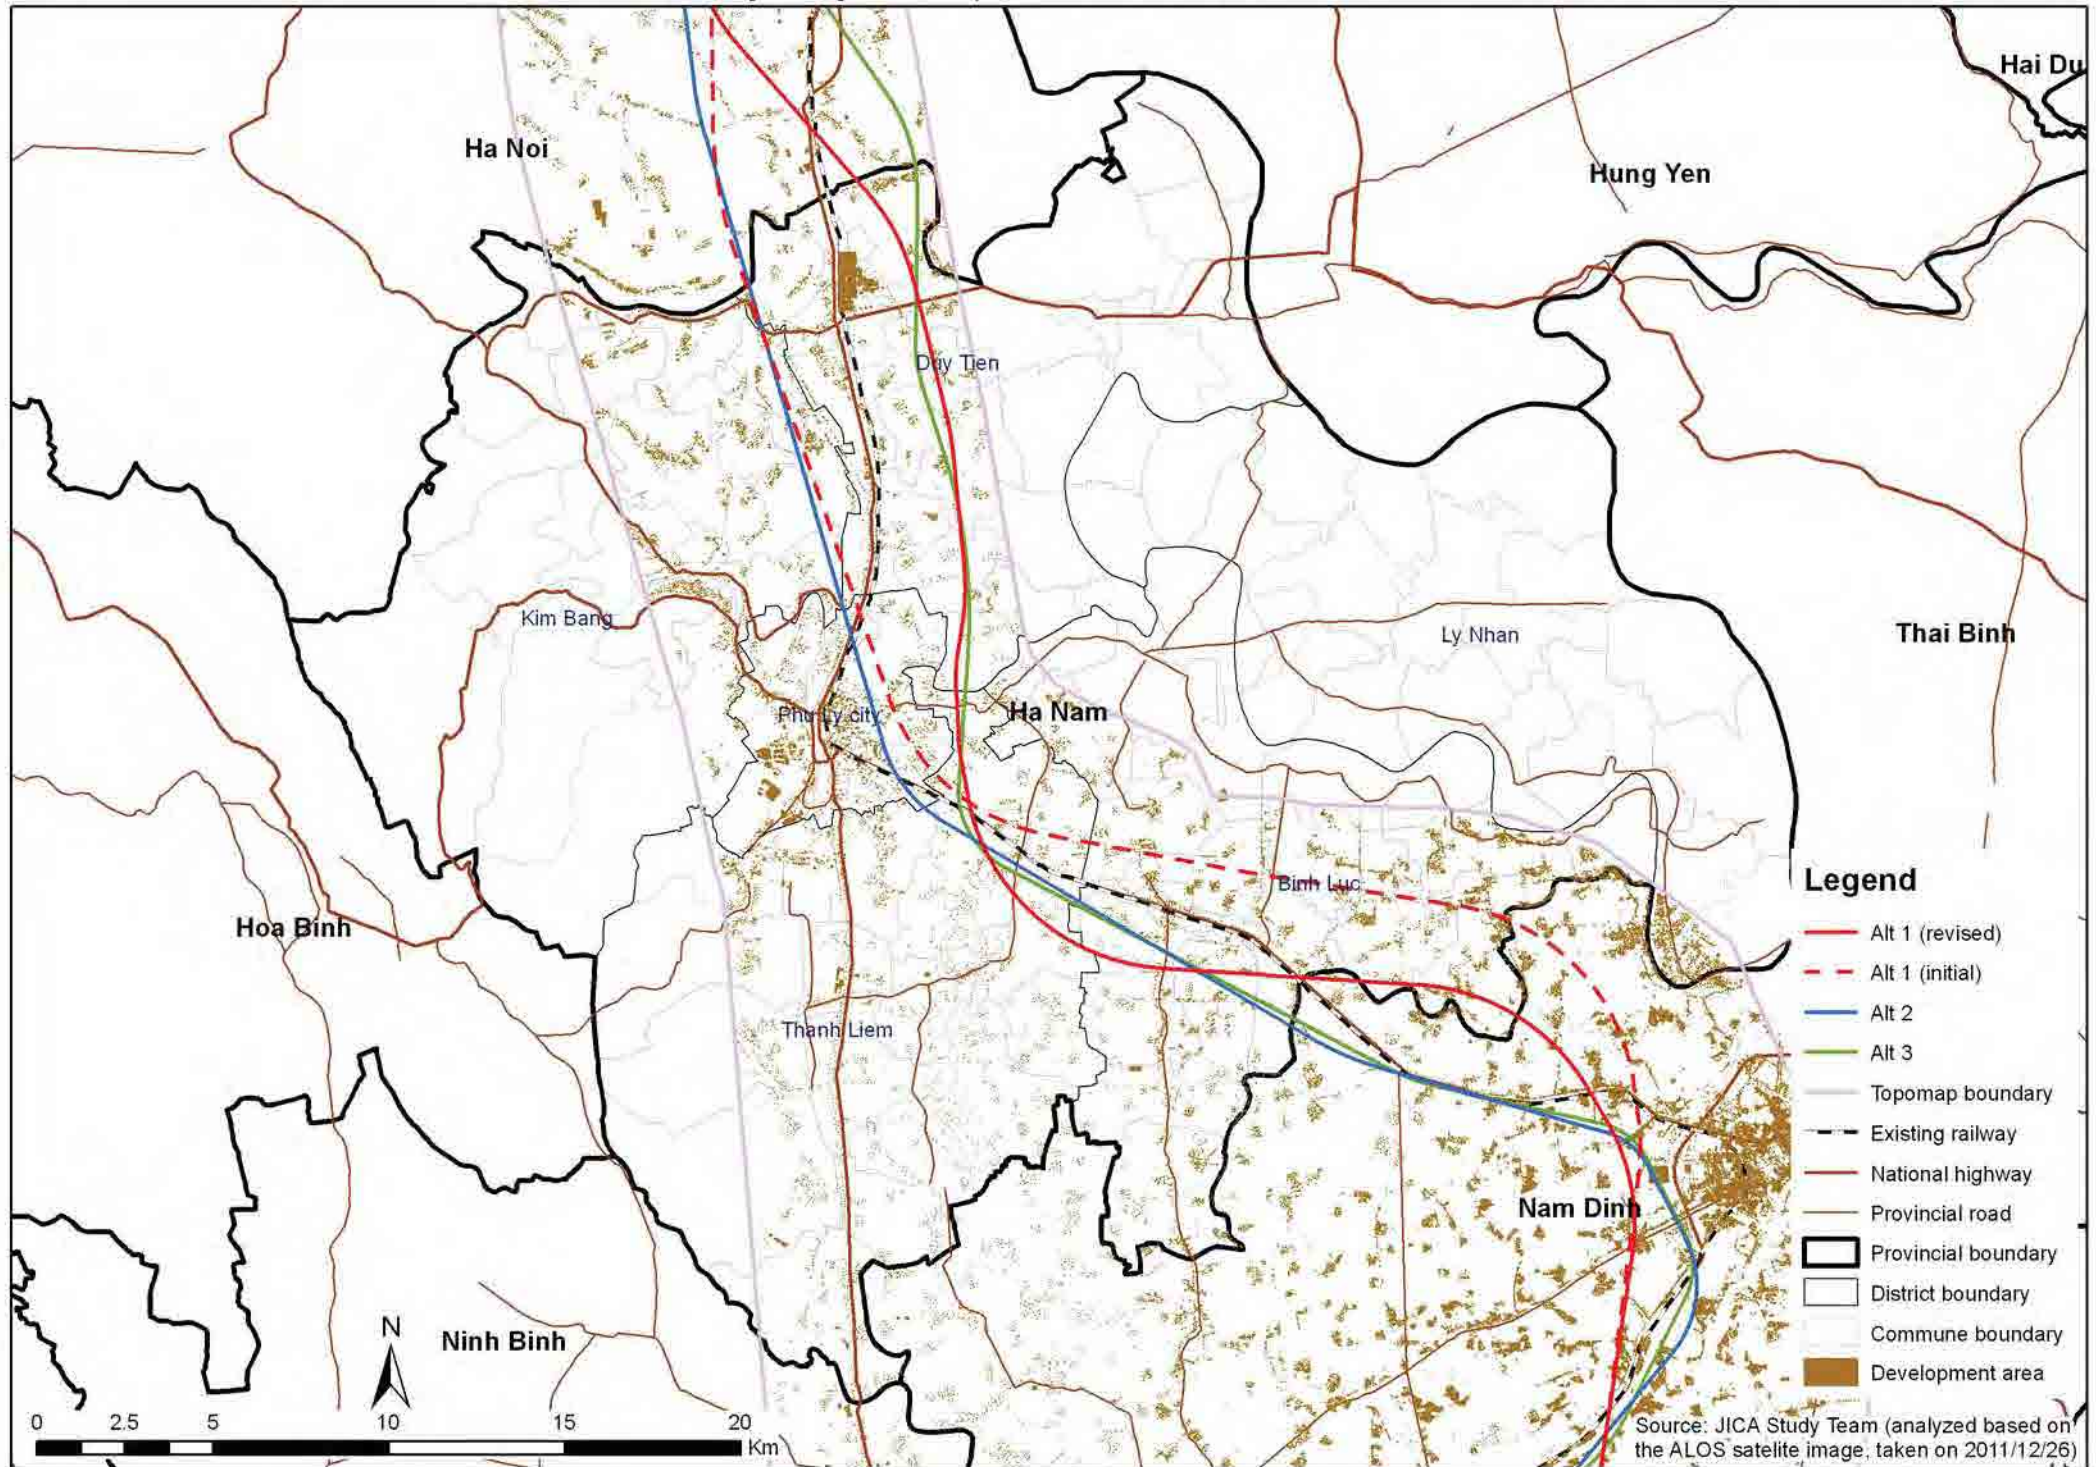 Hai Du
Ha Noi
Hung Yen
Duy Tien
Kim Bang
Ly Nhan
Thai Binh
Phu Ly city
Ha Nam
Binh Luc
Hoa Binh
Thanh Liem
Nam Dinh
Ninh Binh
N
0 2.5 5 10 15 20
Km
Legend
Alt 1 (revised)
Alt 1 (initial)
Alt 2
Alt 3
Topomap boundary
Existing railway
National highway
Provincial road
Provincial boundary
District boundary
Commune boundary
Development area
Source: JICA Study Team (analyzed based on
the ALOS satelite image, taken on 2011/12/26)